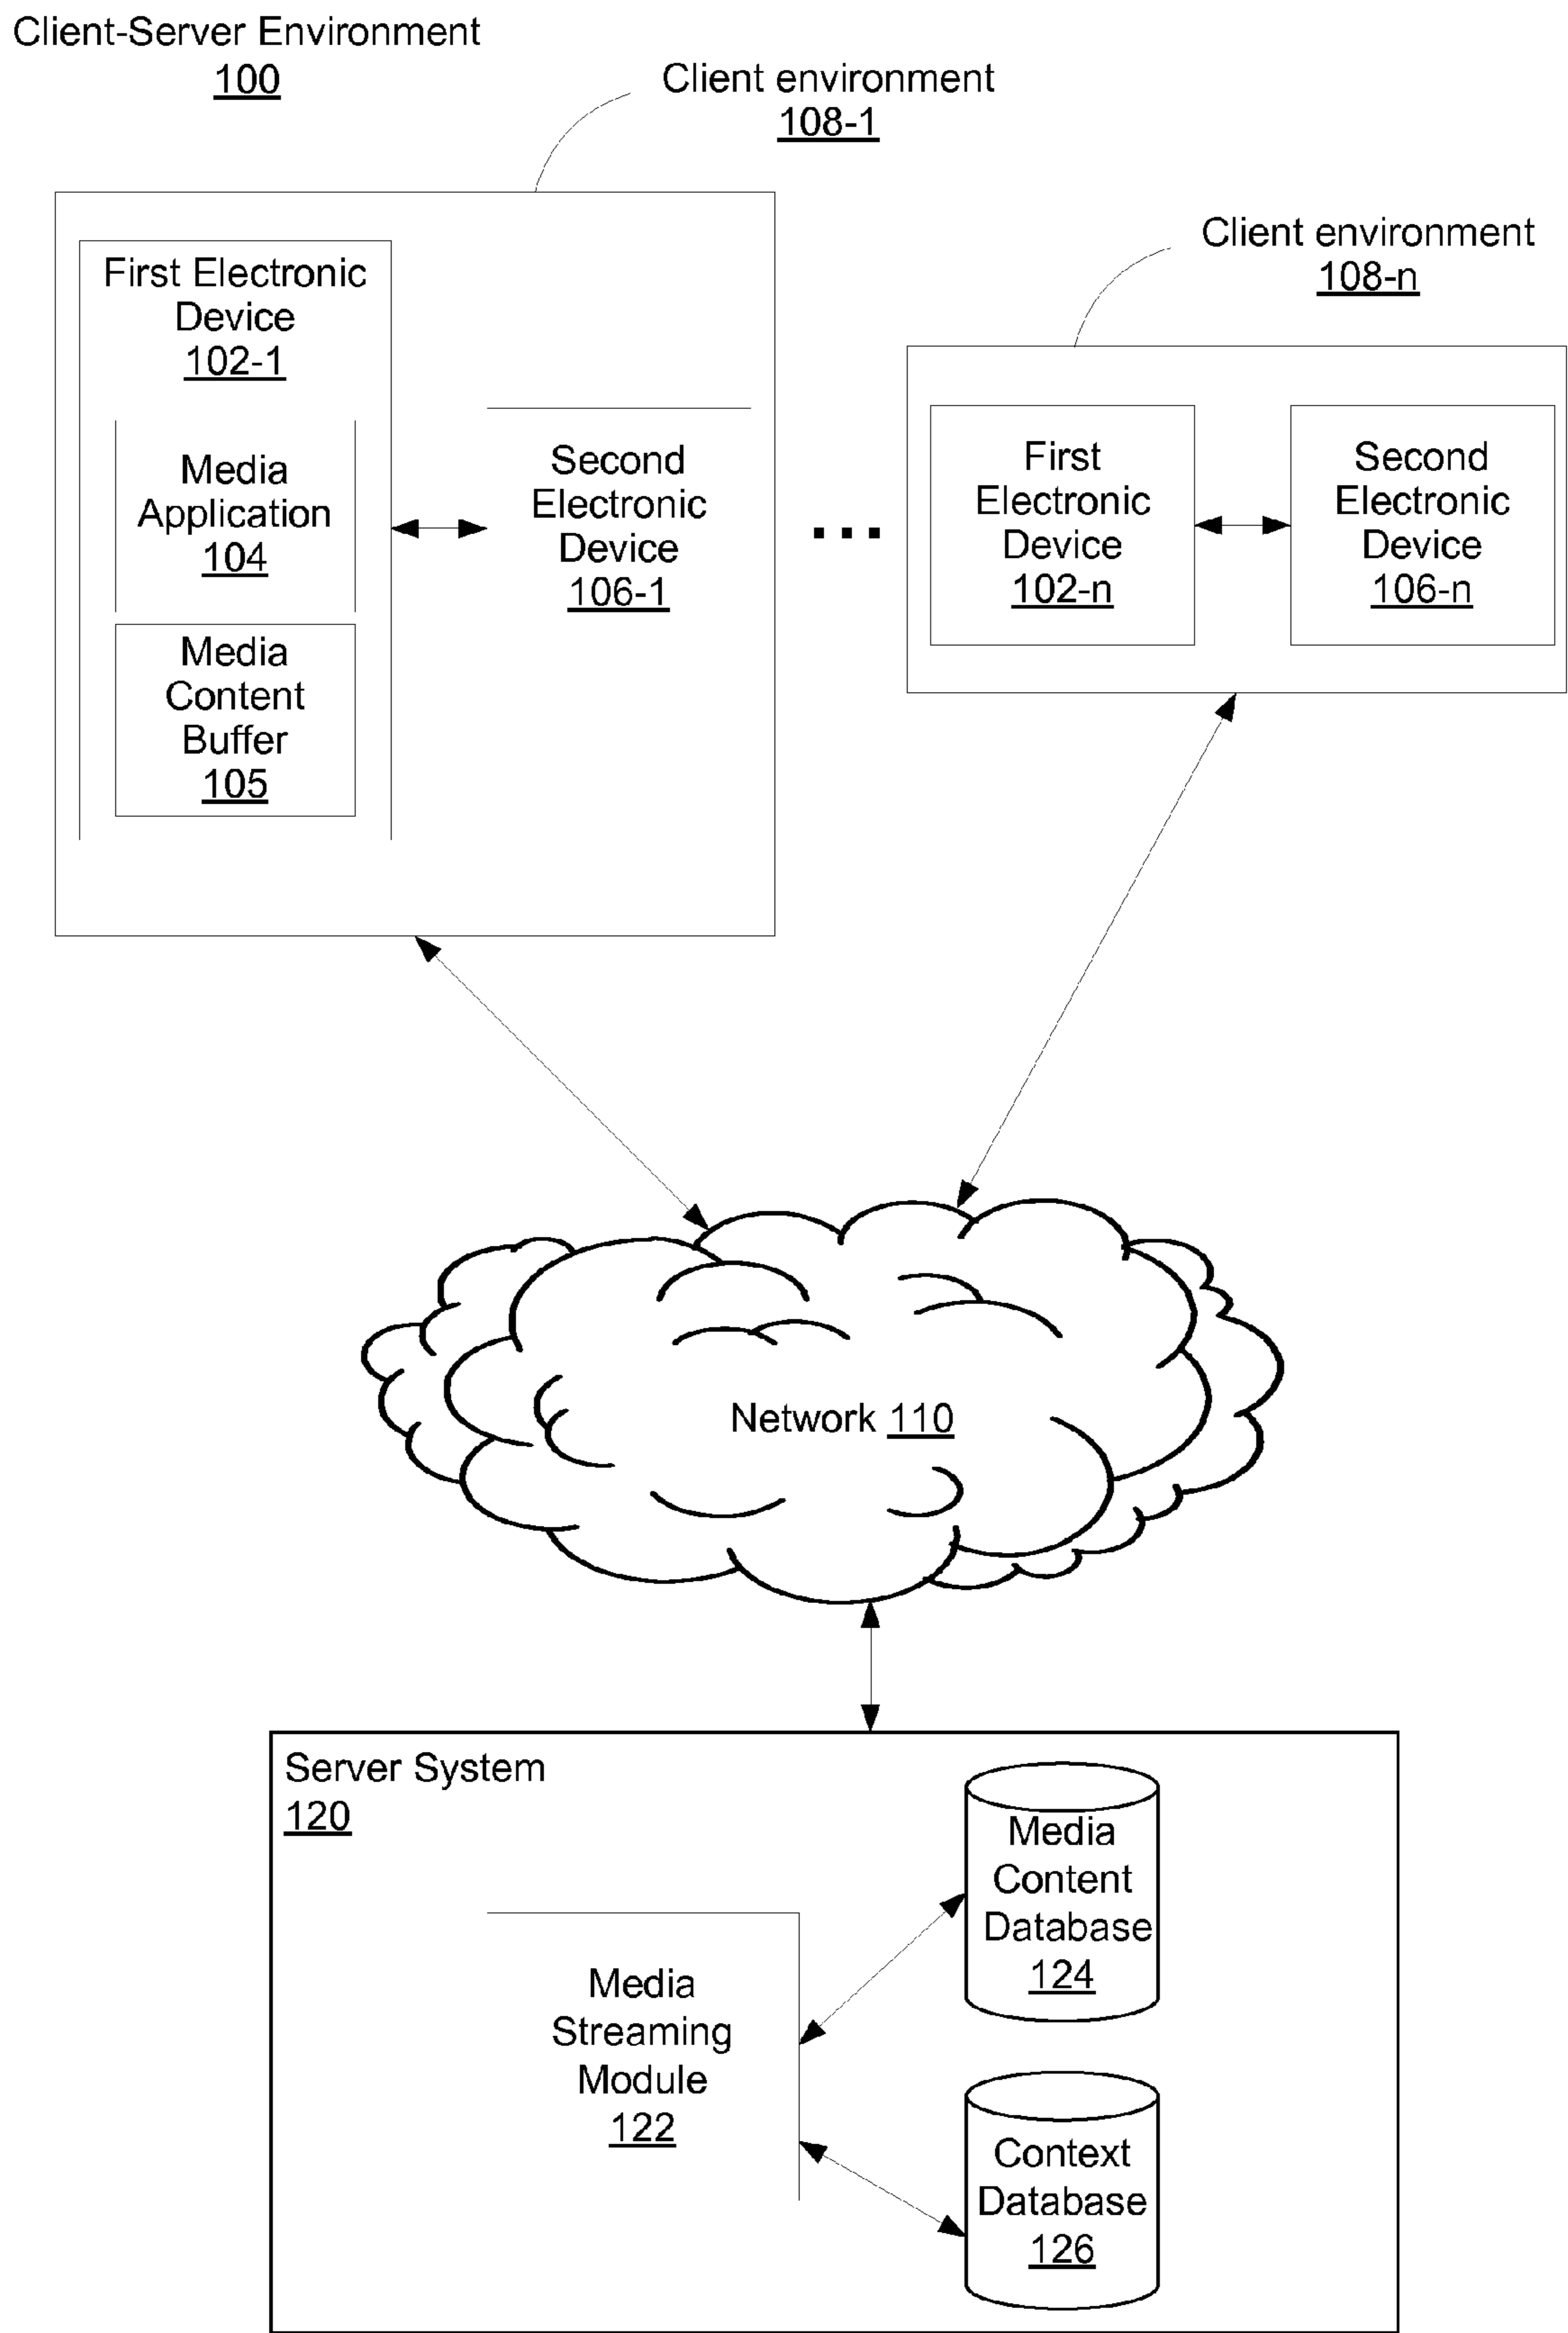 Client-Server Environment
100
Client environment
108-1
Client environment
108-n
First Electronic
Device
102-1
Media
Application
104
Media
Content
Buffer
105
Second
Electronic
Device
106-1
...
First
Electronic
Device
102-n
Second
Electronic
Device
106-n
Network 110
Server System
120
Media
Streaming
Module
122
Media
Content
Database
124
Context
Database
126